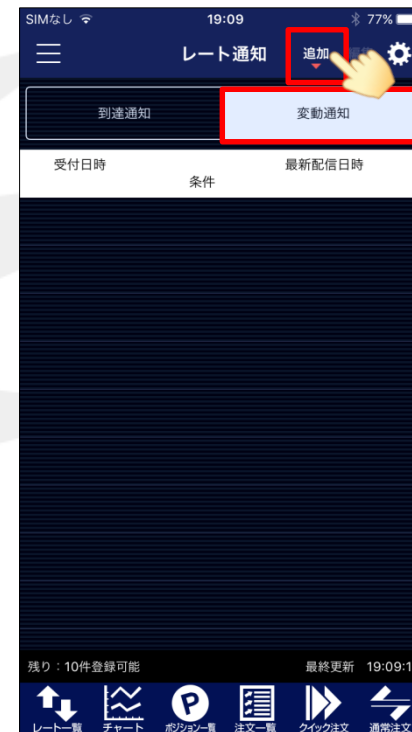 SIMなし 19:09 77%
レート通知 追加
到達通知 変動通知
受付日時 最新配信日時
条件
残り：10件登録可能 最終更新 19:09:1
レート一覧 チャート ポジション一覧 注文一覧 クイック注文 通常注文